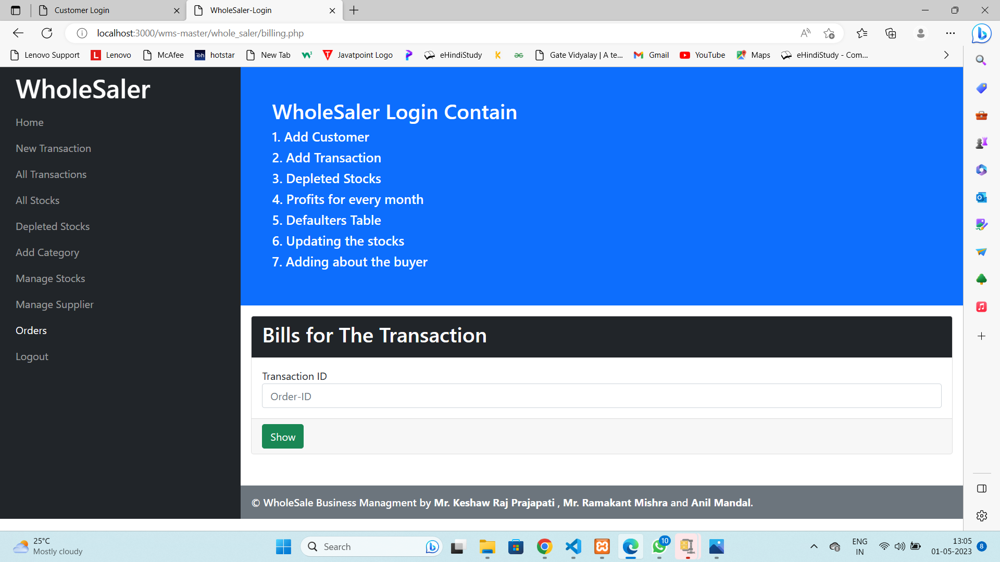 Customer Login
WholeSaler-Login
localhost:3000/wms-master/whole_saler/billing.php
Lenovo Support
Lenovo
McAfee
hotstar
New Tab
Javatpoint Logo
eHindiStudy
Gate Vidyalay | A te...
Gmail
YouTube
Maps
eHindiStudy - Com...
WholeSaler
Home
New Transaction
All Transactions
All Stocks
Depleted Stocks
Add Category
Manage Stocks
Manage Supplier
Orders
Logout
WholeSaler Login Contain
1. Add Customer
2. Add Transaction
3. Depleted Stocks
4. Profits for every month
5. Defaulters Table
6. Updating the stocks
7. Adding about the buyer
Bills for The Transaction
Transaction ID
Order-ID
Show
© WholeSale Business Managment by Mr. Keshaw Raj Prajapati , Mr. Ramakant Mishra and Anil Mandal.
25°C
Mostly cloudy
Search
10
ENG
IN
13:05
01-05-2023
8